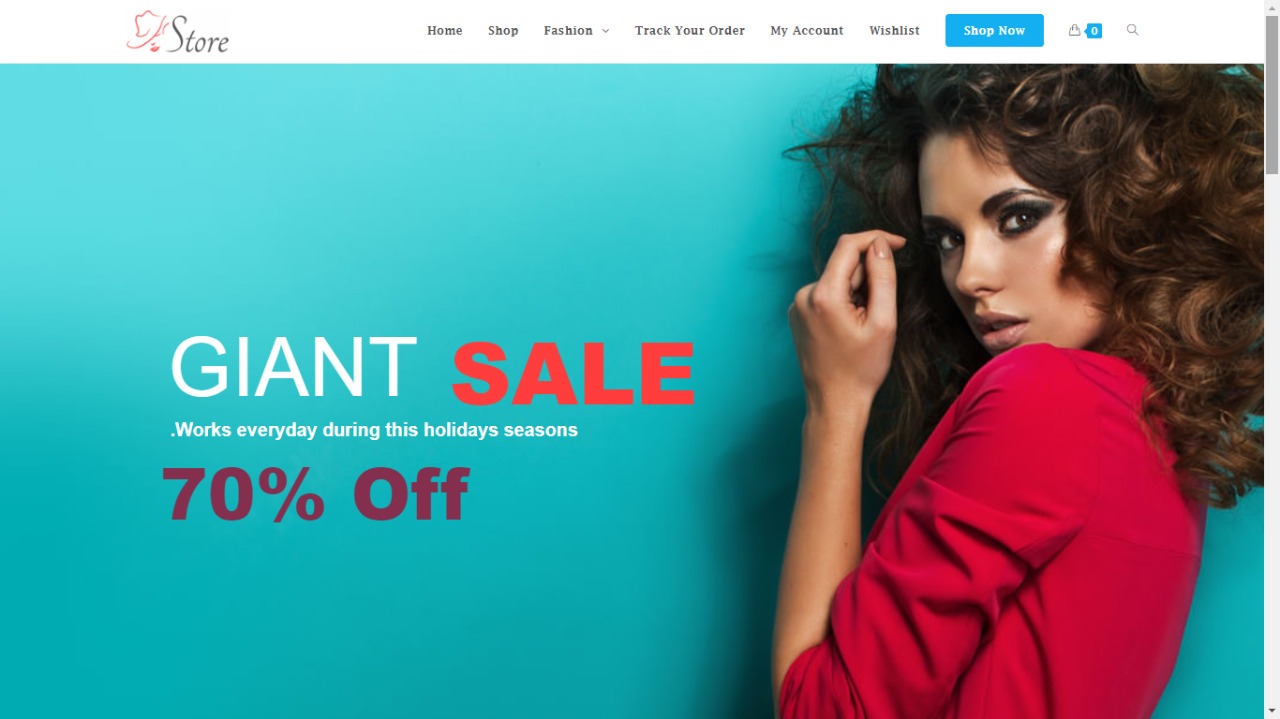 Store
Home Shop Fashion Track Your Order My Account Wishlist Shop Now 0
GIANT SALE
.Works everyday during this holidays seasons
70% Off